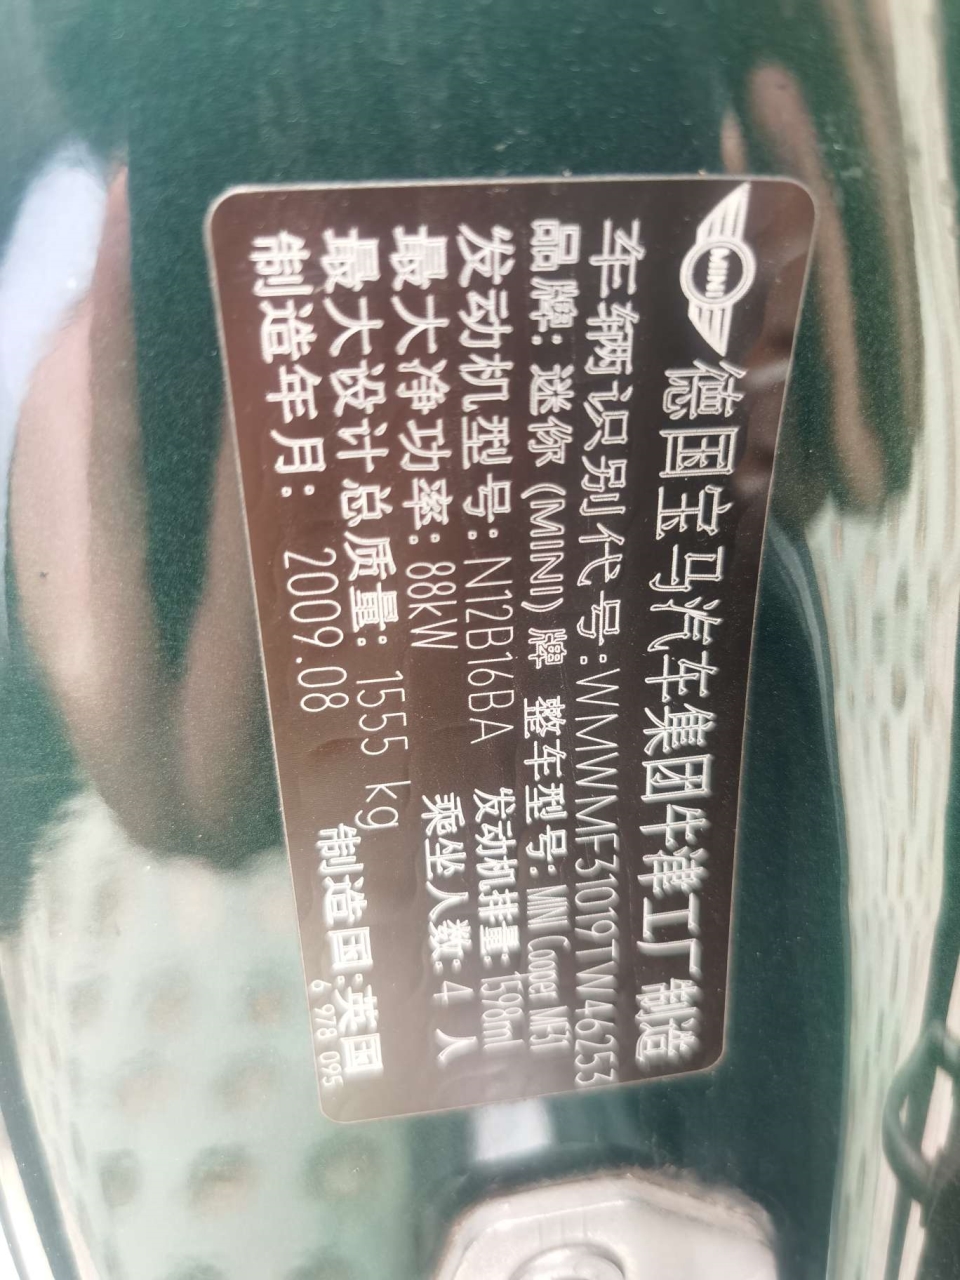 MINI 德国宝马汽车集团牛津工厂 制造
车辆识别代号:WMWMF31019TW46253
品牌:迷你(MINI)牌 整车型号:MINI Cooper MF31
发动机型号:N12B16BA 发动机排量:1598ml
最大净功率:88kW 乘坐人数:4 人
最大设计总质量:1555 kg
制造年月:2009.08 制造国:英国
6 978 095